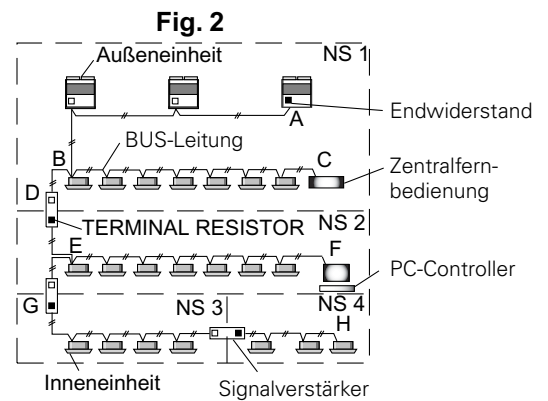 Fig. 2
Außeneinheit
NS 1
A
Endwiderstand
BUS-Leitung
B
C
Zentralfern-
bedienung
D
TERMINAL RESISTOR
NS 2
E
F
PC-Controller
G
NS 3
NS 4
H
Inneneinheit
Signalverstärker